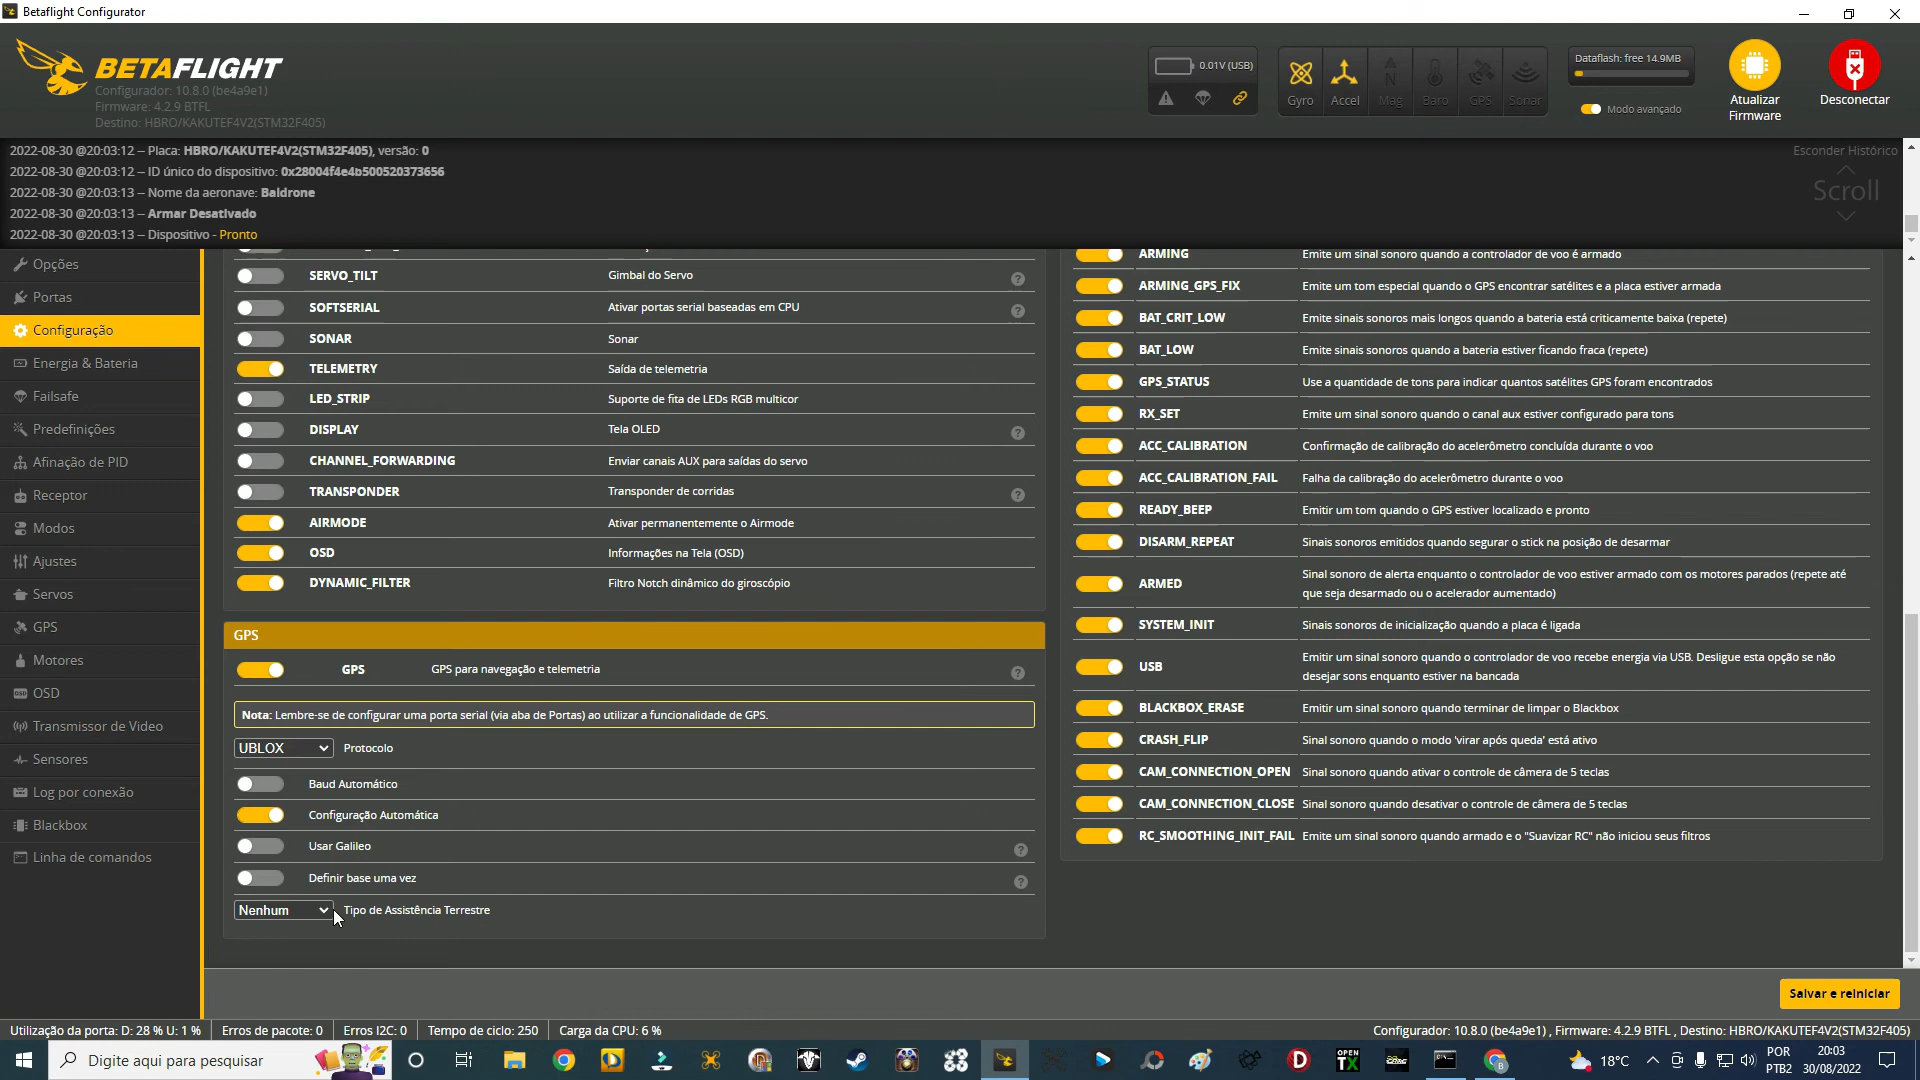 Betaflight Configurator
BETAFLIGHT
Configurador: 10.8.0 (be4a9e1)
Firmware: 4.2.9 BTFL
Destino: HBRO/KAKUTEF4V2(STM32F405)
0.01V (USB)
Gyro
Accel
Mag
Baro
GPS
Sonar
Dataflash: free 14.9MB
Modo avançado
Atualizar
Firmware
Desconectar
2022-08-30 @20:03:12 -- Placa: HBRO/KAKUTEF4V2(STM32F405), versão: 0
2022-08-30 @20:03:12 -- ID único do dispositivo: 0x28004f4e4b500520373656
2022-08-30 @20:03:13 -- Nome da aeronave: Baldrone
2022-08-30 @20:03:13 -- Armar Desativado
2022-08-30 @20:03:13 -- Dispositivo - Pronto
Esconder Histórico
Scroll
Opções
Portas
Configuração
Energia & Bateria
Failsafe
Predefinições
Afinação de PID
Receptor
Modos
Ajustes
Servos
GPS
Motores
OSD
Transmissor de Video
Sensores
Log por conexão
Blackbox
Linha de comandos
SERVO_TILT Gimbal do Servo
SOFTSERIAL Ativar portas serial baseadas em CPU
SONAR Sonar
TELEMETRY Saída de telemetria
LED_STRIP Suporte de fita de LEDs RGB multicor
DISPLAY Tela OLED
CHANNEL_FORWARDING Enviar canais AUX para saídas do servo
TRANSPONDER Transponder de corridas
AIRMODE Ativar permanentemente o Airmode
OSD Informações na Tela (OSD)
DYNAMIC_FILTER Filtro Notch dinâmico do giroscópio
GPS
GPS GPS para navegação e telemetria
Nota: Lembre-se de configurar uma porta serial (via aba de Portas) ao utilizar a funcionalidade de GPS.
UBLOX Protocolo
Baud Automático
Configuração Automática
Usar Galileo
Definir base uma vez
Nenhum Tipo de Assistência Terrestre
ARMING Emite um sinal sonoro quando a controlador de voo é armado
ARMING_GPS_FIX Emite um tom especial quando o GPS encontrar satélites e a placa estiver armada
BAT_CRIT_LOW Emite sinais sonoros mais longos quando a bateria está criticamente baixa (repete)
BAT_LOW Emite sinais sonoros quando a bateria estiver ficando fraca (repete)
GPS_STATUS Use a quantidade de tons para indicar quantos satélites GPS foram encontrados
RX_SET Emite um sinal sonoro quando o canal aux estiver configurado para tons
ACC_CALIBRATION Confirmação de calibração do acelerômetro concluída durante o voo
ACC_CALIBRATION_FAIL Falha da calibração do acelerômetro durante o voo
READY_BEEP Emitir um tom quando o GPS estiver localizado e pronto
DISARM_REPEAT Sinais sonoros emitidos quando segurar o stick na posição de desarmar
ARMED Sinal sonoro de alerta enquanto o controlador de voo estiver armado com os motores parados (repete até
que seja desarmado ou o acelerador aumentado)
SYSTEM_INIT Sinais sonoros de inicialização quando a placa é ligada
USB Emitir um sinal sonoro quando o controlador de voo recebe energia via USB. Desligue esta opção se não
desejar sons enquanto estiver na bancada
BLACKBOX_ERASE Emitir um sinal sonoro quando terminar de limpar o Blackbox
CRASH_FLIP Sinal sonoro quando o modo 'virar após queda' está ativo
CAM_CONNECTION_OPEN Sinal sonoro quando ativar o controle de câmera de 5 teclas
CAM_CONNECTION_CLOSE Sinal sonoro quando desativar o controle de câmera de 5 teclas
RC_SMOOTHING_INIT_FAIL Emite um sinal sonoro quando armado e o "Suavizar RC" não iniciou seus filtros
Salvar e reiniciar
Utilização da porta: D: 28 % U: 1 % Erros de pacote: 0 Erros I2C: 0 Tempo de ciclo: 250 Carga da CPU: 6 %
Configurador: 10.8.0 (be4a9e1) , Firmware: 4.2.9 BTFL , Destino: HBRO/KAKUTEF4V2(STM32F405)
Digite aqui para pesquisar
OPEN
TX
18°C
POR
PTB2
20:03
30/08/2022